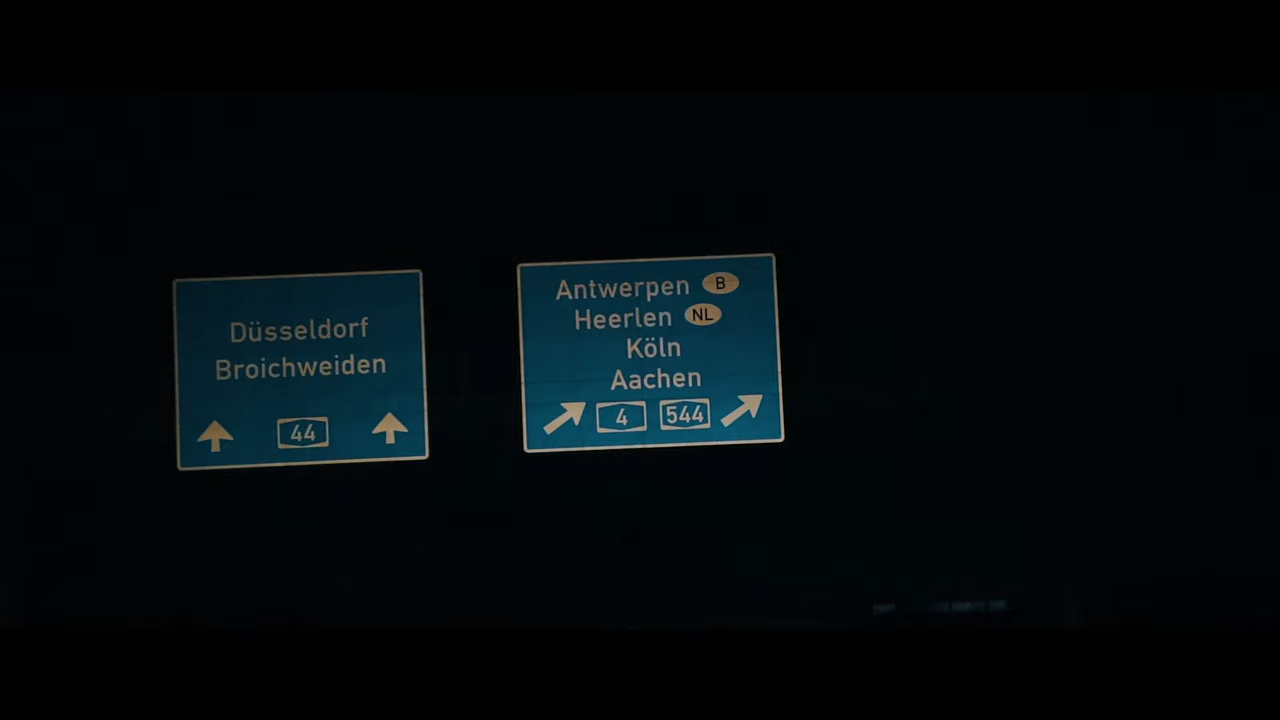 Düsseldorf
Broichweiden
44
Antwerpen B
Heerlen NL
Köln
Aachen
4 544